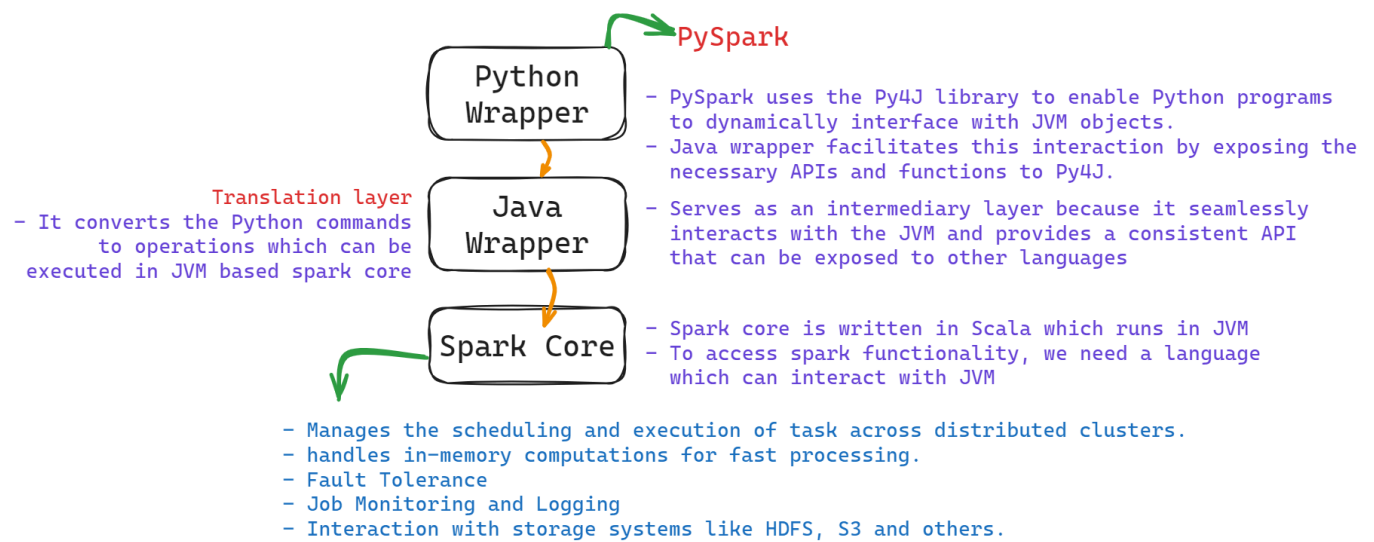 PySpark
Python
Wrapper
- PySpark uses the Py4J library to enable Python programs
to dynamically interface with JVM objects.
- Java wrapper facilitates this interaction by exposing the
necessary APIs and functions to Py4J.
Translation layer
- It converts the Python commands
to operations which can be
executed in JVM based spark core
Java
Wrapper
- Serves as an intermediary layer because it seamlessly
interacts with the JVM and provides a consistent API
that can be exposed to other languages
Spark Core
- Spark core is written in Scala which runs in JVM
- To access spark functionality, we need a language
which can interact with JVM
- Manages the scheduling and execution of task across distributed clusters.
- handles in-memory computations for fast processing.
- Fault Tolerance
- Job Monitoring and Logging
- Interaction with storage systems like HDFS, S3 and others.